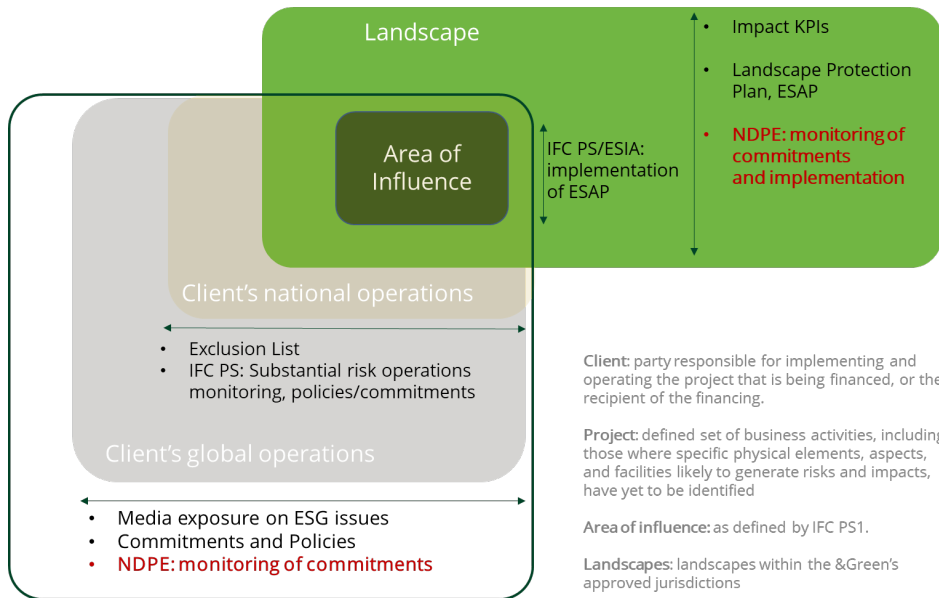 Landscape
• Impact KPIs
• Landscape Protection
Plan, ESAP
• NDPE: monitoring of
commitments
and implementation
Area of
Influence
IFC PS/ESIA:
implementation
of ESAP
Client's national operations
• Exclusion List
• IFC PS: Substantial risk operations
monitoring, policies/commitments
Client's global operations
• Media exposure on ESG issues
• Commitments and Policies
• NDPE: monitoring of commitments
Client: party responsible for implementing and
operating the project that is being financed, or the
recipient of the financing.
Project: defined set of business activities, including
those where specific physical elements, aspects,
and facilities likely to generate risks and impacts,
have yet to be identified
Area of influence: as defined by IFC PS1.
Landscapes: landscapes within the &Green's
approved jurisdictions